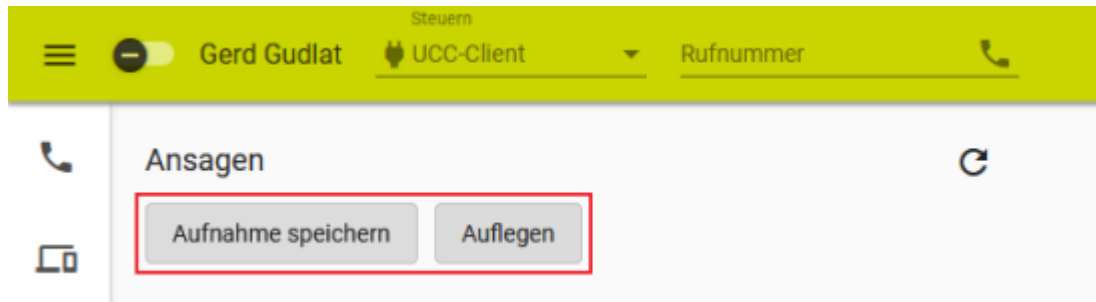 Steuern
Gerd Gudlat UCC-Client Rufnummer
Ansagen
Aufnahme speichern Auflegen